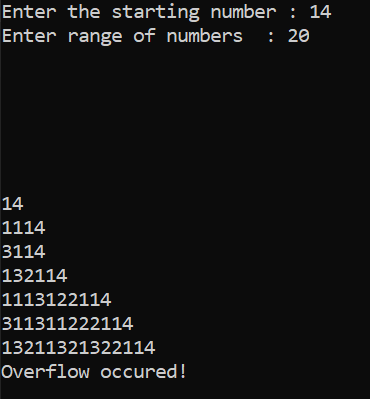 Enter the starting number : 14
Enter range of numbers  : 20
14
1114
3114
132114
1113122114
311311222114
13211321322114
Overflow occured!